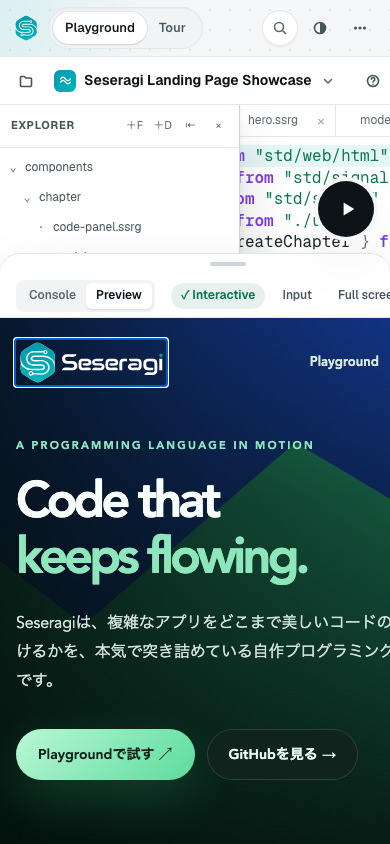 Playground Tour
Seseragi Landing Page Showcase
EXPLORER +F +D
hero.ssrg ×
components
chapter
code-panel.ssrg
"std/web/html"
from "std/signal
from
from "./
reateChapter } f
Console Preview ✓Interactive Input Full scree
Seseragi Playground
A PROGRAMMING LANGUAGE IN MOTION
Code that
keeps flowing.
Seseragiは、複雑なアプリをどこまで美しいコードの
けるかを、本気で突き詰めている自作プログラミング
です。
Playgroundで試す ↗ GitHubを見る →